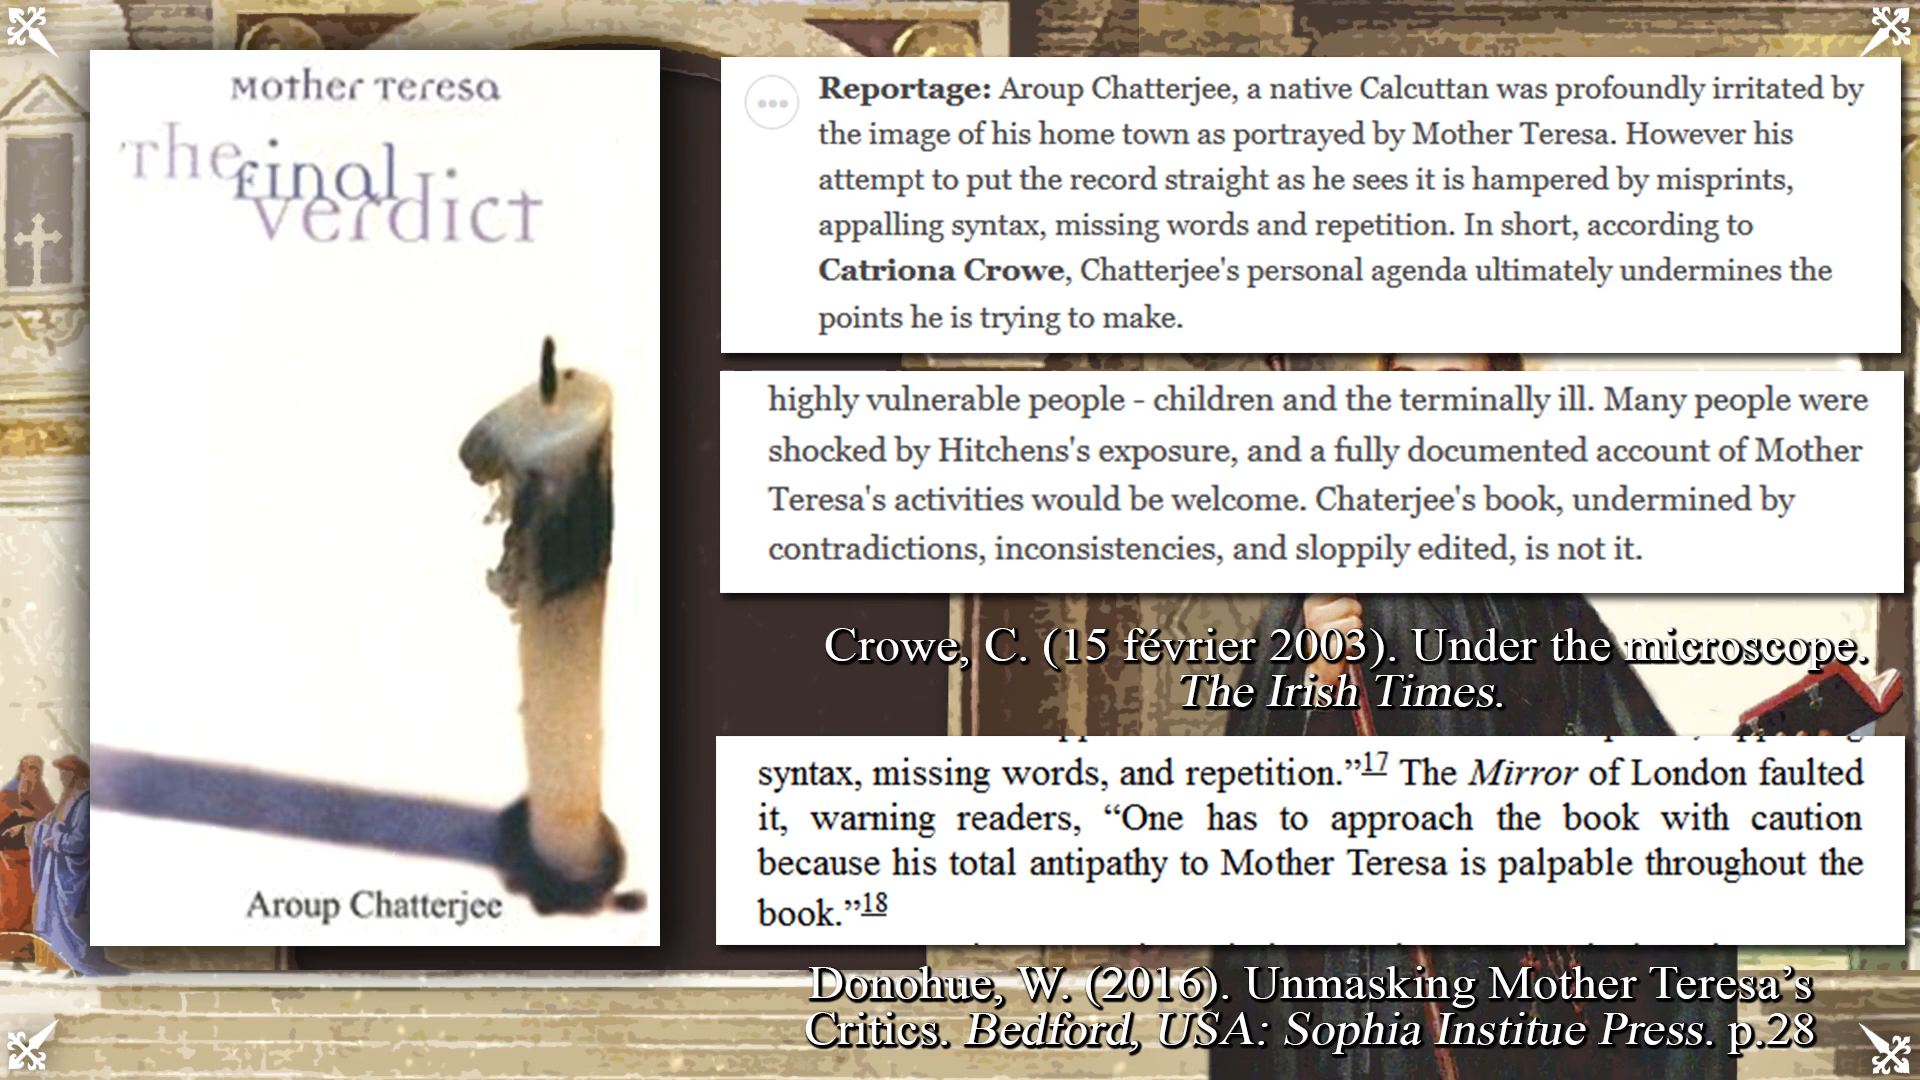 Mother Teresa
The
final
verdict
Aroup Chatterjee
Reportage: Aroup Chatterjee, a native Calcuttan was profoundly irritated by
the image of his home town as portrayed by Mother Teresa. However his
attempt to put the record straight as he sees it is hampered by misprints,
appalling syntax, missing words and repetition. In short, according to
Catriona Crowe, Chatterjee's personal agenda ultimately undermines the
points he is trying to make.
highly vulnerable people - children and the terminally ill. Many people were
shocked by Hitchens's exposure, and a fully documented account of Mother
Teresa's activities would be welcome. Chaterjee's book, undermined by
contradictions, inconsistencies, and sloppily edited, is not it.
Crowe, C. (15 février 2003). Under the microscope.
The Irish Times.
syntax, missing words, and repetition.”17 The Mirror of London faulted
it, warning readers, “One has to approach the book with caution
because his total antipathy to Mother Teresa is palpable throughout the
book.”18
Donohue, W. (2016). Unmasking Mother Teresa’s
Critics. Bedford, USA: Sophia Institue Press. p.28